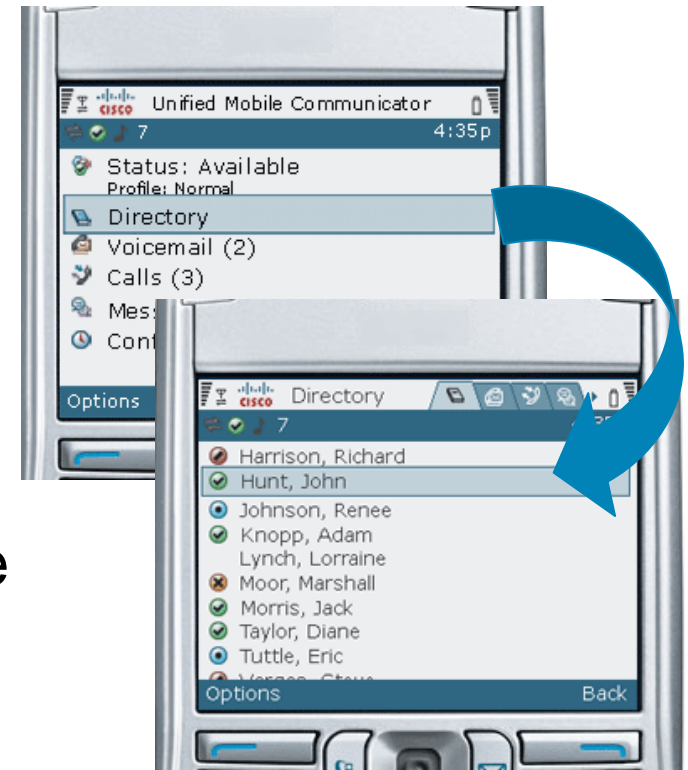 cisco Unified Mobile Communicator
7 4:35p
Status: Available
Profile: Normal
Directory
Voicemail (2)
Calls (3)
Options
cisco Directory
7
Harrison, Richard
Hunt, John
Johnson, Renee
Knopp, Adam
Lynch, Lorraine
Moor, Marshall
Morris, Jack
Taylor, Diane
Tuttle, Eric
Options Back
e